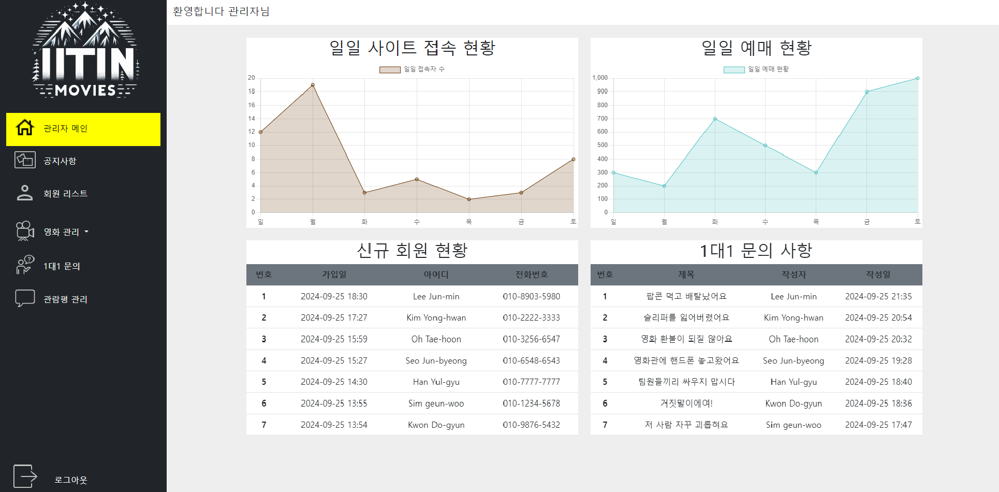 IITIN
MOVIES
관리자 메인
공지사항
회원 리스트
영화 관리
1대1 문의
관람평 관리
로그아웃
환영합니다 관리자님
일일 사이트 접속 현황
일일 접속자 수
20
18
16
14
12
10
8
6
4
2
0
일 월 화 수 목 금 토
일일 예매 현황
일일 예매 현황
1,000
900
800
700
600
500
400
300
200
100
0
일 월 화 수 목 금 토
신규 회원 현황
번호 가입일 아이디 전화번호
1 2024-09-25 18:30 Lee Jun-min 010-8903-5980
2 2024-09-25 17:27 Kim Yong-hwan 010-2222-3333
3 2024-09-25 15:59 Oh Tae-hoon 010-3256-6547
4 2024-09-25 15:27 Seo Jun-byeong 010-6548-6543
5 2024-09-25 14:30 Han Yul-gyu 010-7777-7777
6 2024-09-25 13:55 Sim geun-woo 010-1234-5678
7 2024-09-25 13:54 Kwon Do-gyun 010-9876-5432
1대1 문의 사항
번호 제목 작성자 작성일
1 팝콘 먹고 배탈났어요 Lee Jun-min 2024-09-25 21:35
2 슬리퍼를 잃어버렸어요 Kim Yong-hwan 2024-09-25 20:54
3 영화 환불이 되질 않아요 Oh Tae-hoon 2024-09-25 20:32
4 영화관에 핸드폰 놓고왔어요 Seo Jun-byeong 2024-09-25 19:28
5 팀원들끼리 싸우지 맙시다 Han Yul-gyu 2024-09-25 18:40
6 거짓말이에여! Kwon Do-gyun 2024-09-25 18:36
7 저 사람 자꾸 괴롭혀요 Sim geun-woo 2024-09-25 17:47